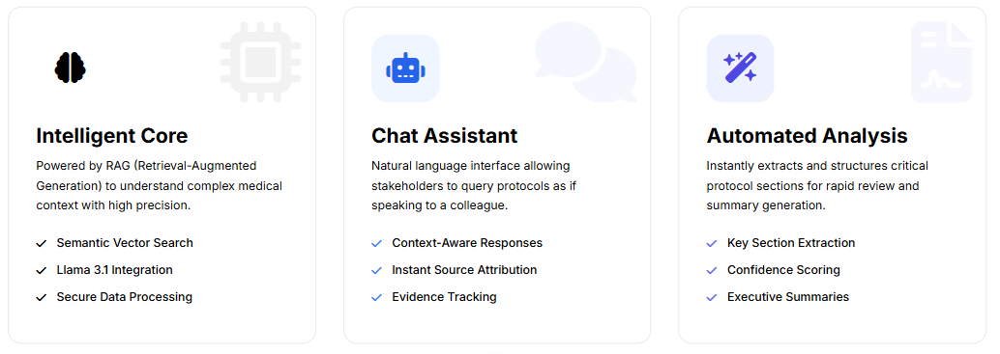 Intelligent Core
Powered by RAG (Retrieval-Augmented
Generation) to understand complex medical
context with high precision.
Semantic Vector Search
Llama 3.1 Integration
Secure Data Processing
Chat Assistant
Natural language interface allowing
stakeholders to query protocols as if
speaking to a colleague.
Context-Aware Responses
Instant Source Attribution
Evidence Tracking
Automated Analysis
Instantly extracts and structures critical
protocol sections for rapid review and
summary generation.
Key Section Extraction
Confidence Scoring
Executive Summaries